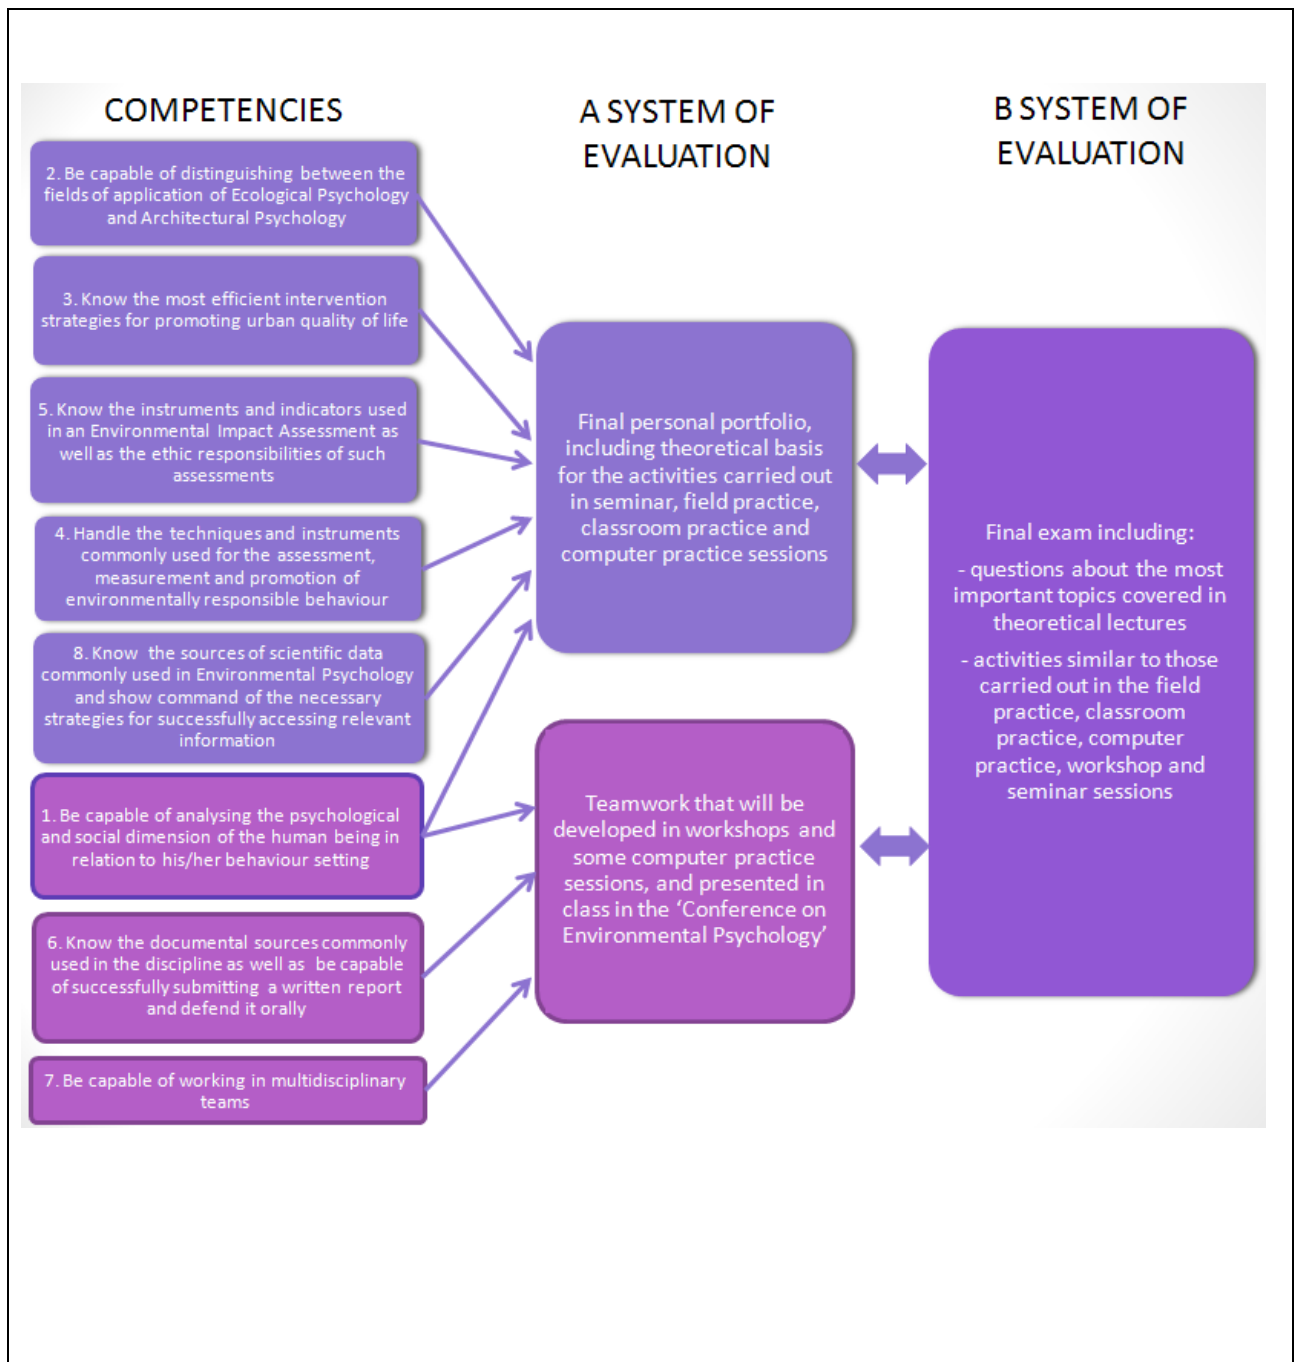 COMPETENCIES
2. Be capable of distinguishing between the
fields of application of Ecological Psychology
and Architectural Psychology
3. Know the most efficient intervention
strategies for promoting urban quality of life
5. Know the instruments and indicators used
in an Environmental Impact Assessment as
well as the ethic responsibilities of such
assessments
4. Handle the techniques and instruments
commonly used for the assessment,
measurement and promotion of
environmentally responsible behaviour
8. Know the sources of scientific data
commonly used in Environmental Psychology
and show command of the necessary
strategies for successfully accessing relevant
information
1. Be capable of analysing the psychological
and social dimension of the human being in
relation to his/her behaviour setting
6. Know the documental sources commonly
used in the discipline as well as be capable
of successfully submitting a written report
and defend it orally
7. Be capable of working in multidisciplinary
teams
A SYSTEM OF
EVALUATION
Final personal portfolio,
including theoretical basis
for the activities carried out
in seminar, field practice,
classroom practice and
computer practice sessions
Teamwork that will be
developed in workshops and
some computer practice
sessions, and presented in
class in the ‘Conference on
Environmental Psychology’
B SYSTEM OF
EVALUATION
Final exam including:
- questions about the most
important topics covered in
theoretical lectures
- activities similar to those
carried out in the field
practice, classroom
practice, computer
practice, workshop and
seminar sessions